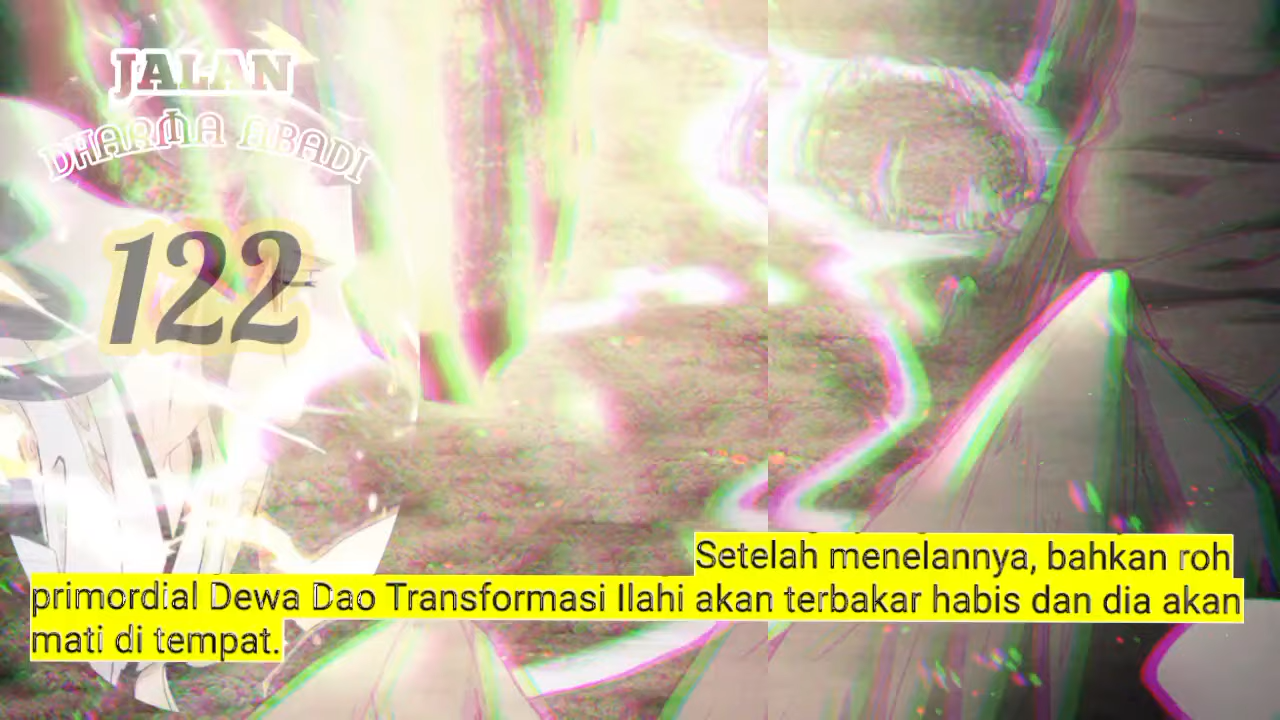 JALAN
DHARMA ABADI
122
Setelah menelannya, bahkan roh
primordial Dewa Dao Transformasi Ilahi akan terbakar habis dan dia akan
mati di tempat.